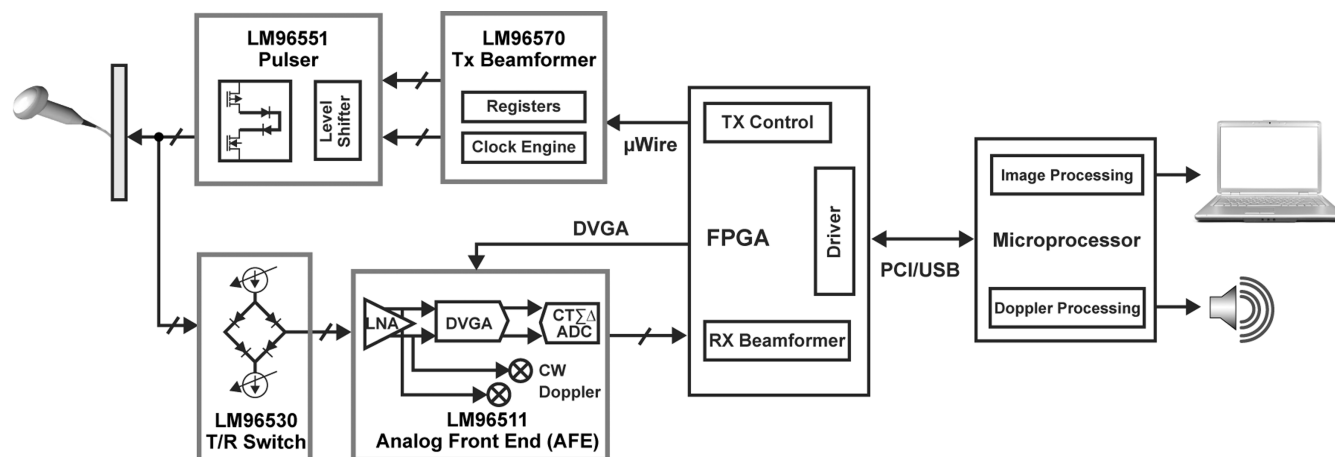 LM96551
Pulser
Level
Shifter
LM96570
Tx Beamformer
Registers
Clock Engine
µWire
TX Control
FPGA
Driver
RX Beamformer
DVGA
PCI/USB
Image Processing
Microprocessor
Doppler Processing
LM96530
T/R Switch
LNA
DVGA
CT∑∆
ADC
CW
Doppler
LM96511
Analog Front End (AFE)